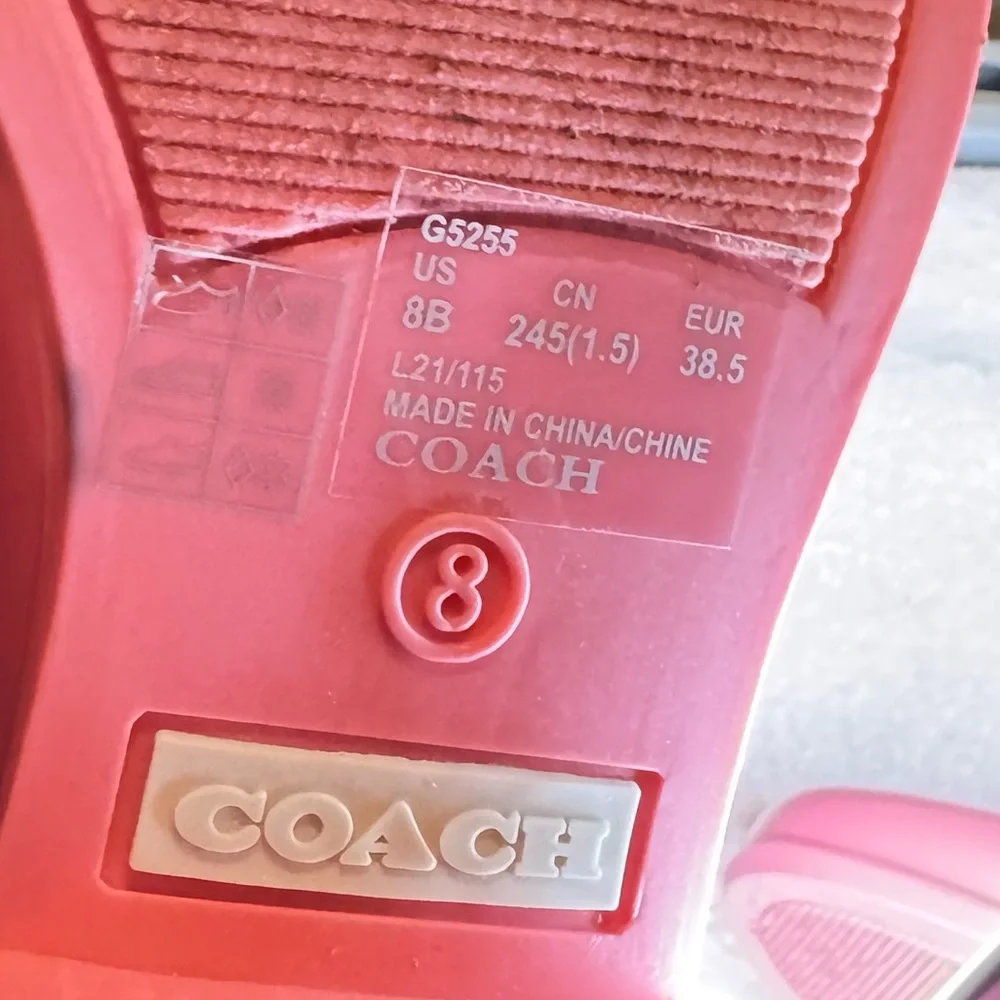 G5255
US CN EUR
8B 245(1.5) 38.5
L21/115
MADE IN CHINA/CHINE
COACH
8
COACH